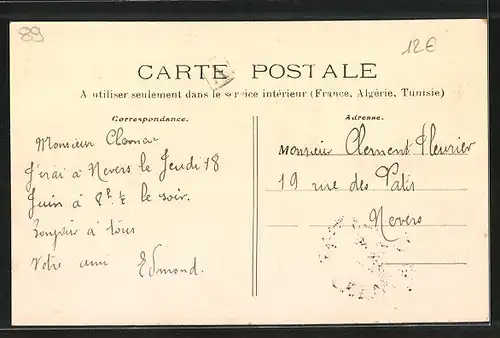 89
12€
CARTE POSTALE
A utiliser seulement dans le service intérieur (France, Algérie, Tunisie)
Correspondance.
Adresse.
Monsieur
J'irai à Nevers le Jeudi 18
Juin à 8h ½ le soir.
Bonjour à tous
Votre ami Edmond.
Monsieur Clement Fleurier
19 rue des Patis
Nevers